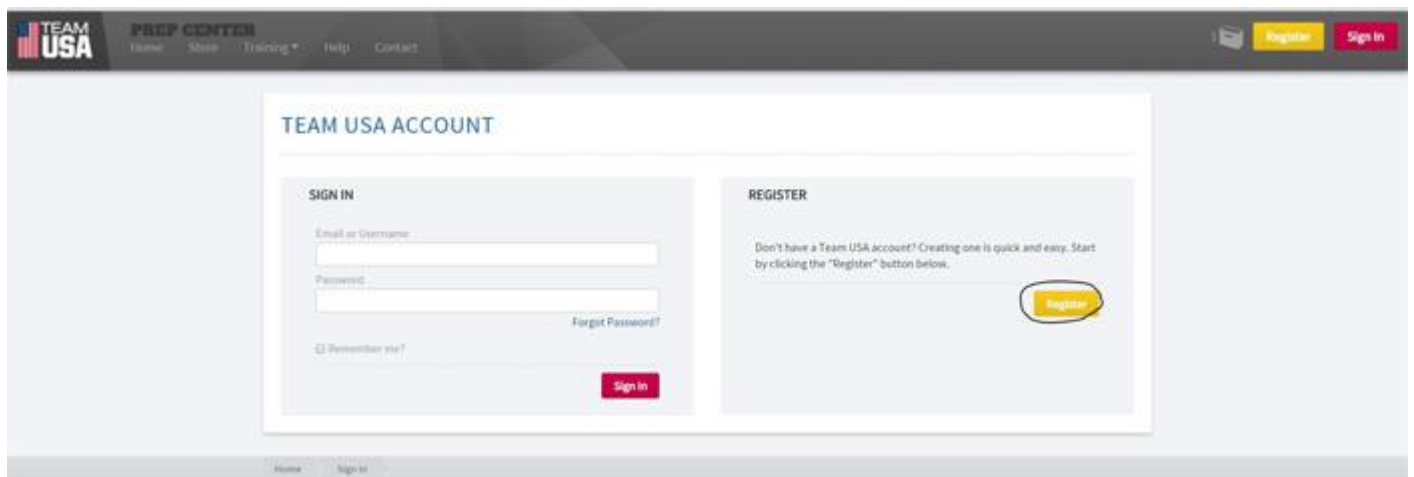 TEAM
USA
PREP CENTER
Home Store Training Help Contact
Register Sign In
TEAM USA ACCOUNT
SIGN IN
Email or Username
Password
Forgot Password?
Remember me?
Sign In
REGISTER
Don't have a Team USA account? Creating one is quick and easy. Start
by clicking the "Register" button below.
Register
Home Sign In